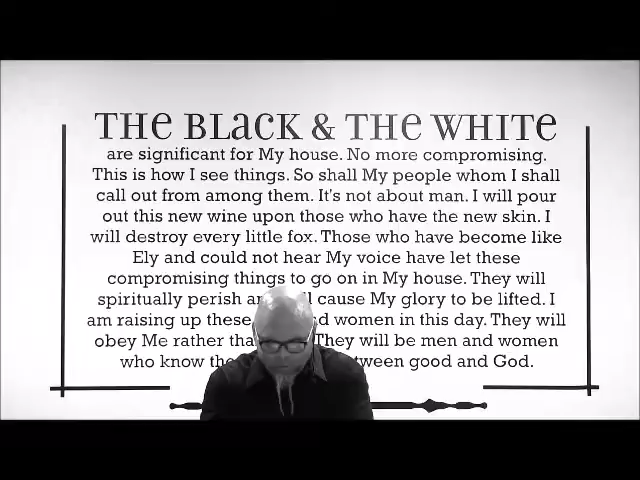 THE BLACK & THE WHITE
are significant for My house. No more compromising.
This is how I see things. So shall My people whom I shall
call out from among them. It's not about man. I will pour
out this new wine upon those who have the new skin. I
will destroy every little fox. Those who have become like
Ely and could not hear My voice have let these
compromising things to go on in My house. They will
spiritually perish cause My glory to be lifted. I
am raising up these women in this day. They will
obey Me rather They will be men and women
who know between good and God.